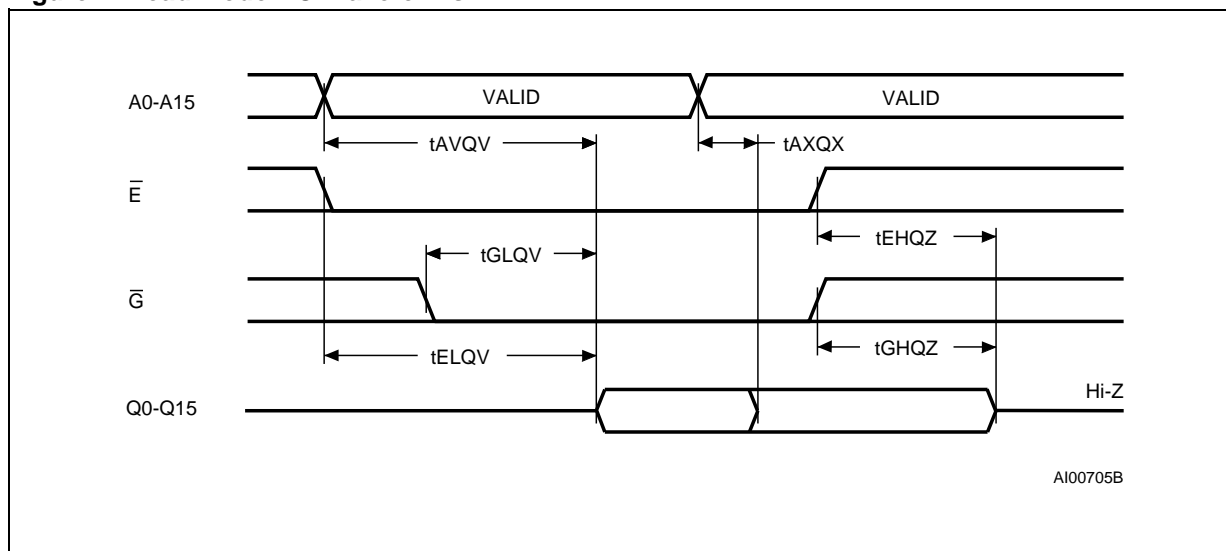 A0-A15
VALID
VALID
tAVQV
tAXQX
E̅
tEHQZ
tGLQV
G̅
tELQV
tGHQZ
Q0-Q15
Hi-Z
AI00705B